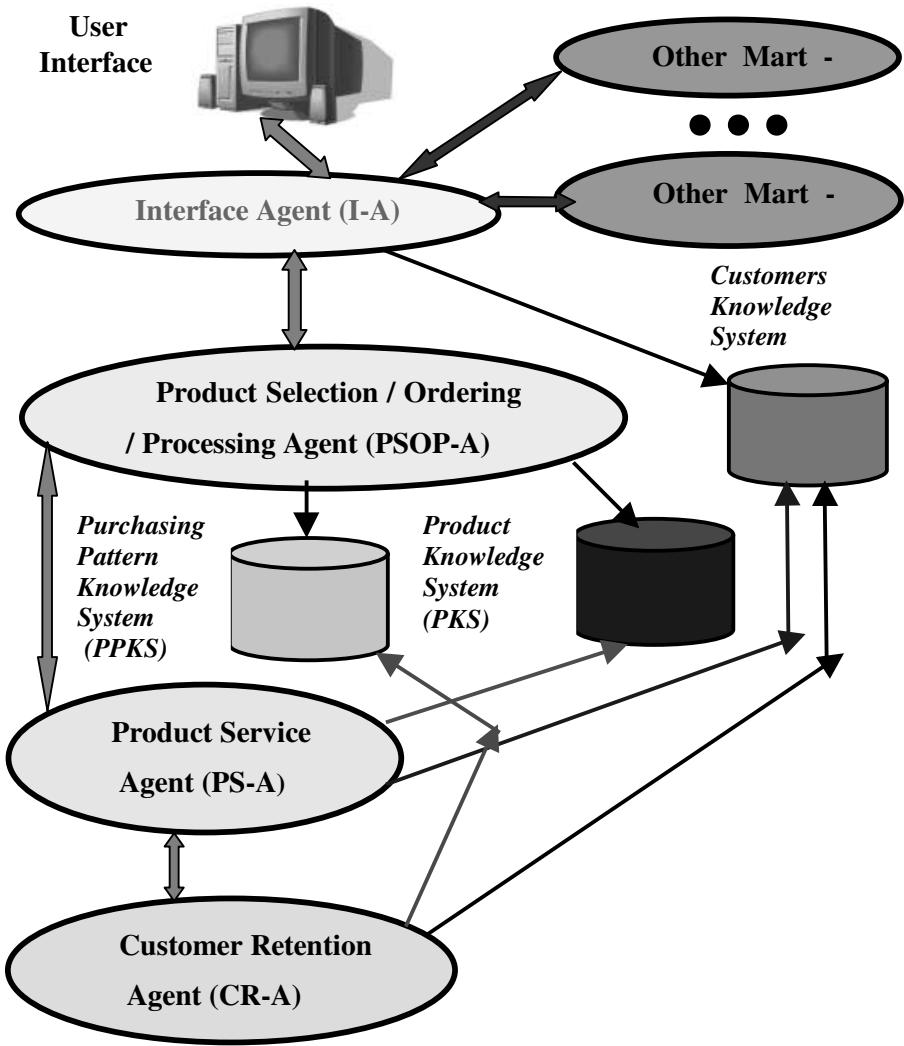 User
Interface
Other Mart -
Other Mart -
Interface Agent (I-A)
Customers
Knowledge
System
Product Selection / Ordering
/ Processing Agent (PSOP-A)
Purchasing
Pattern
Knowledge
System
(PPKS)
Product
Knowledge
System
(PKS)
Product Service
Agent (PS-A)
Customer Retention
Agent (CR-A)